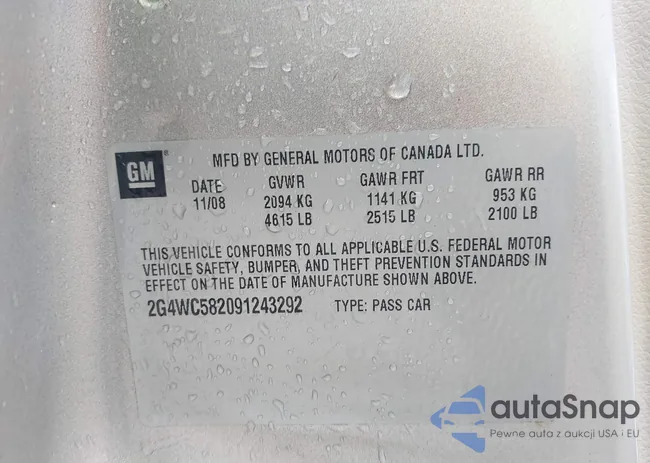 GM
MFD BY GENERAL MOTORS OF CANADA LTD.
DATE GVWR GAWR FRT GAWR RR
11/08 2094 KG 1141 KG 953 KG
4615 LB 2515 LB 2100 LB
THIS VEHICLE CONFORMS TO ALL APPLICABLE U.S. FEDERAL MOTOR
VEHICLE SAFETY, BUMPER, AND THEFT PREVENTION STANDARDS IN
EFFECT ON THE DATE OF MANUFACTURE SHOWN ABOVE.
2G4WC582091243292 TYPE: PASS CAR
autaSnap
Pewne auta z aukcji USA i EU